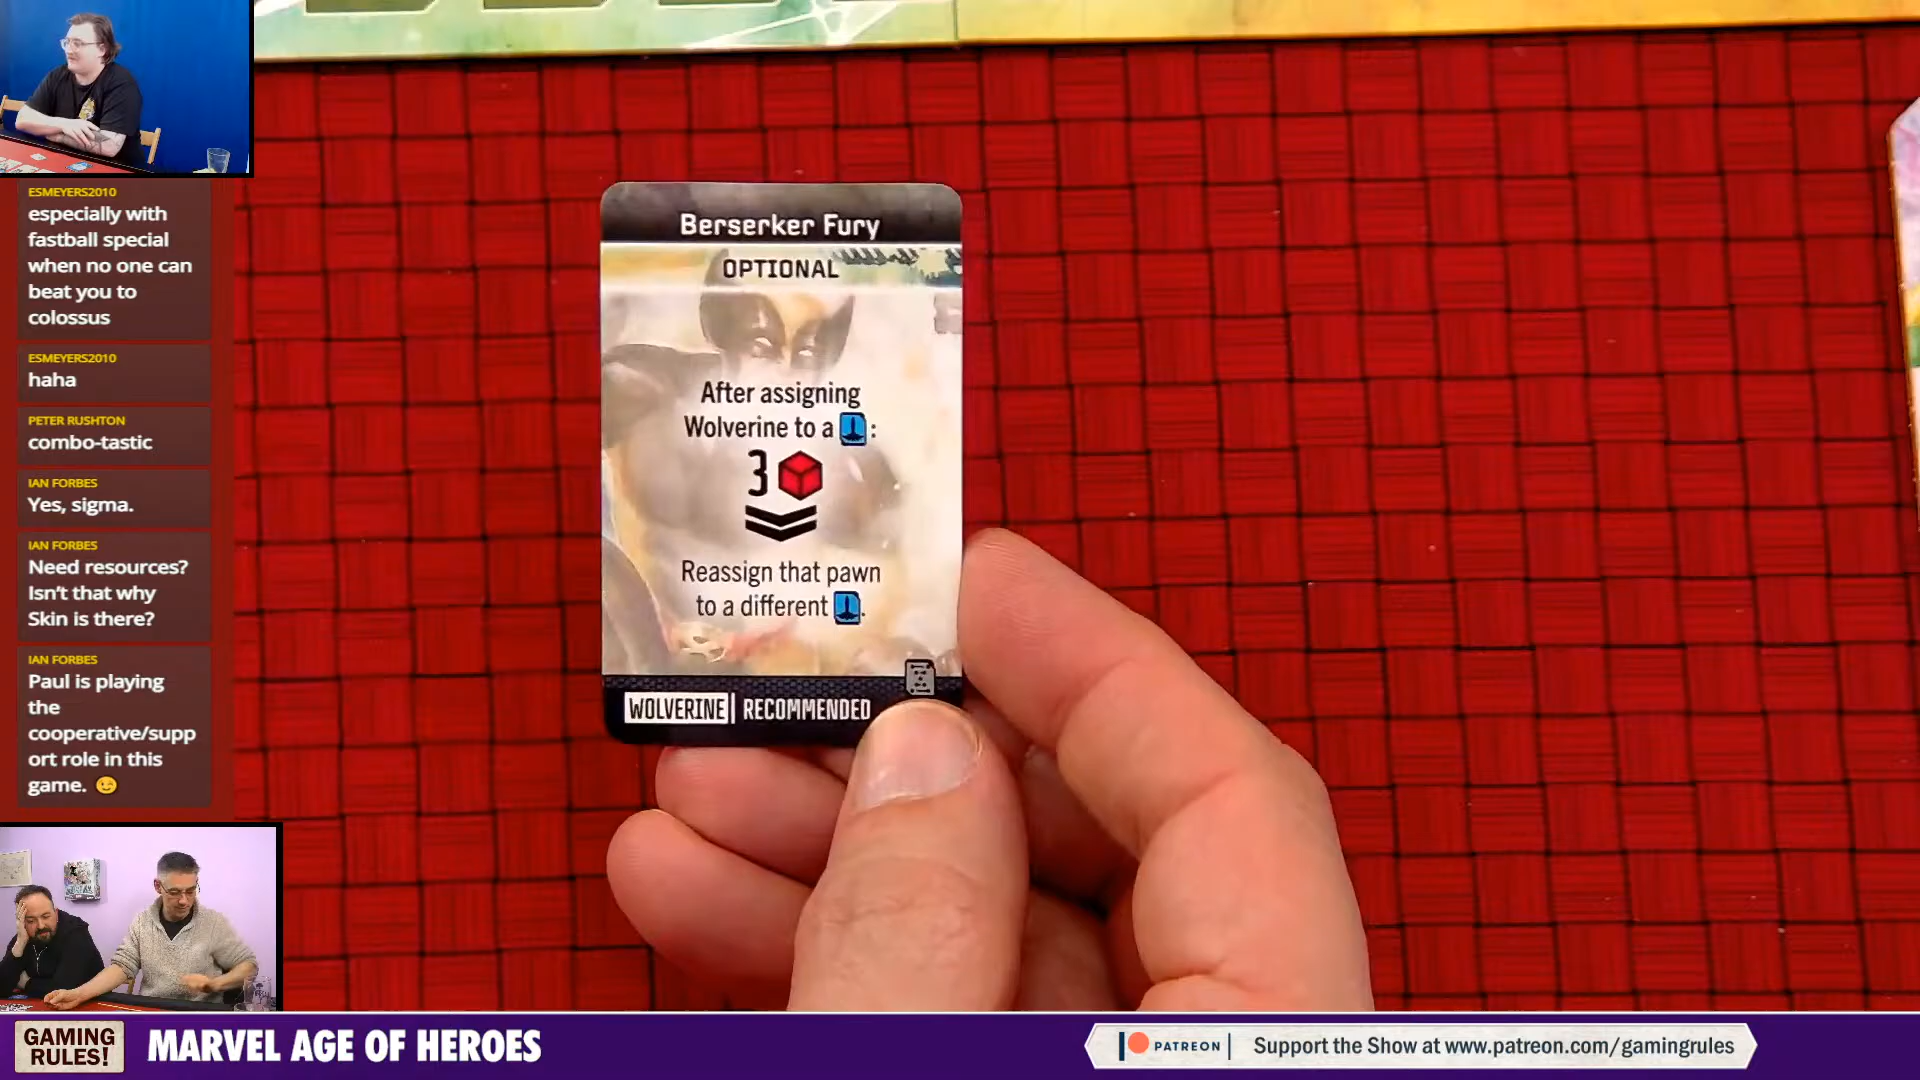 ESMEYERS2010
especially with
fastball special
when no one can
beat you to
colossus
ESMEYERS2010
haha
PETER RUSHTON
combo-tastic
IAN FORBES
Yes, sigma.
IAN FORBES
Need resources?
Isn't that why
Skin is there?
IAN FORBES
Paul is playing
the
cooperative/supp
ort role in this
game. 😉
Berserker Fury
OPTIONAL
After assigning
Wolverine to a :
3
Reassign that pawn
to a different .
WOLVERINE | RECOMMENDED
GAMING
RULES!
MARVEL AGE OF HEROES
PATREON | Support the Show at www.patreon.com/gamingrules